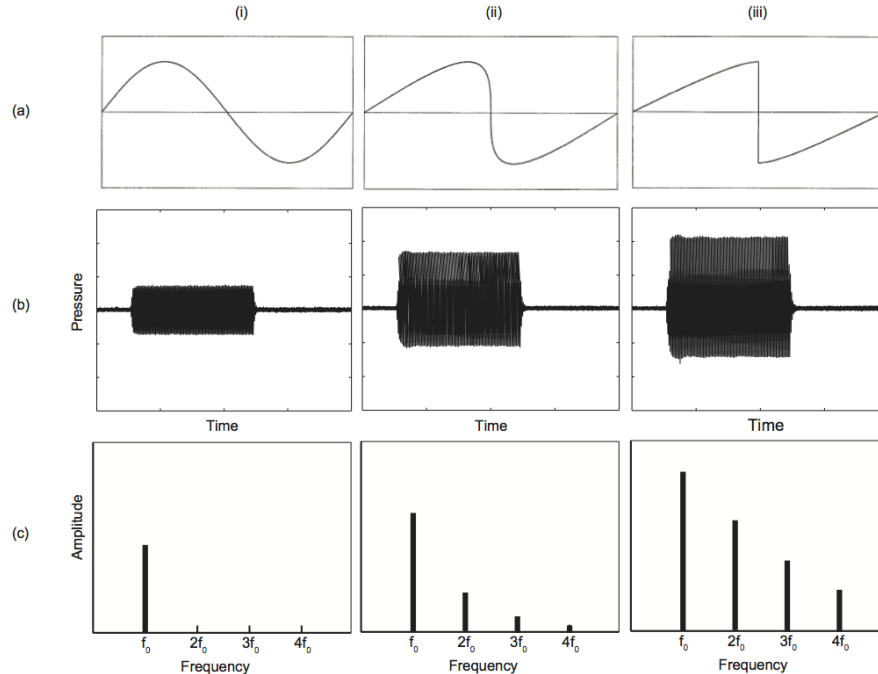 (i) (ii) (iii)
(a)
(b)
Pressure
Time Time Time
(c)
Amplitude
f₀ 2f₀ 3f₀ 4f₀ f₀ 2f₀ 3f₀ 4f₀ f₀ 2f₀ 3f₀ 4f₀
Frequency Frequency Frequency